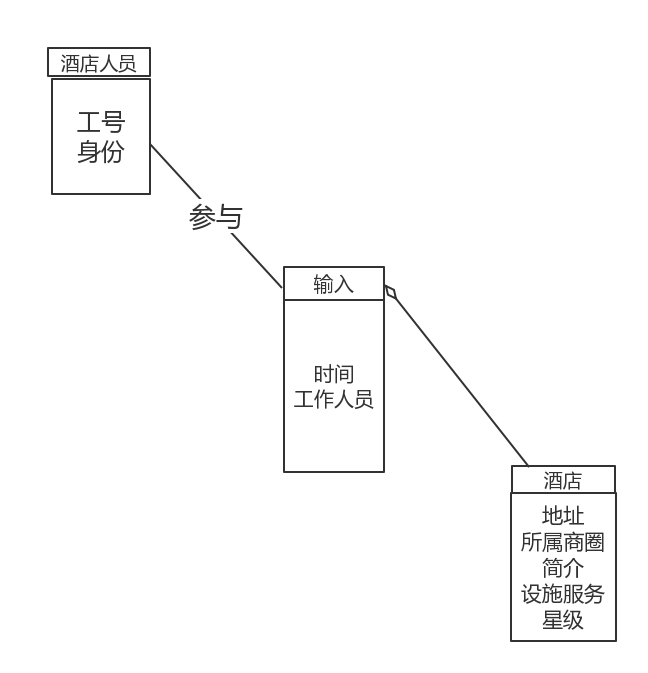 酒店人员
工号
身份
参与
输入
时间
工作人员
酒店
地址
所属商圈
简介
设施服务
星级